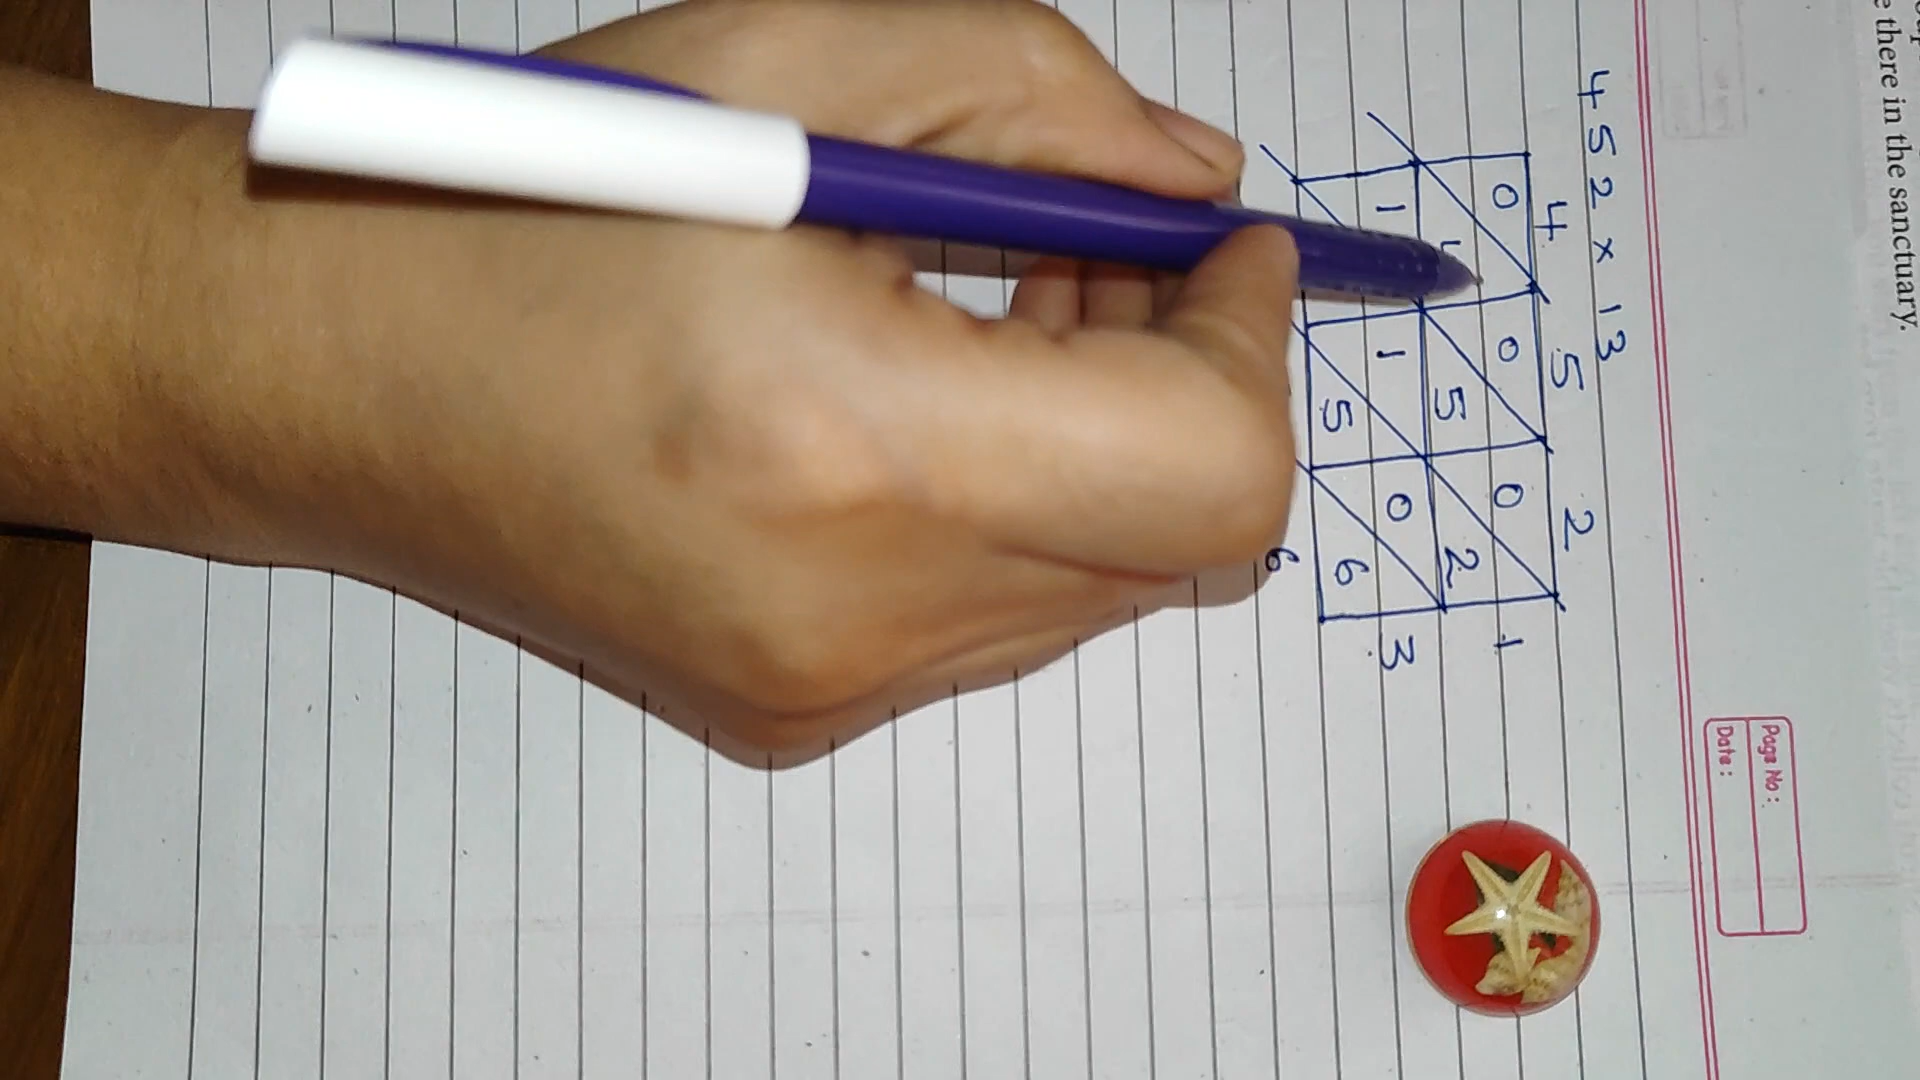 there in the sanctuary.
Page No :
Date :
452 × 13
4 5 2
0 0 0 1
5 2
1 1 0 3
5 6
6